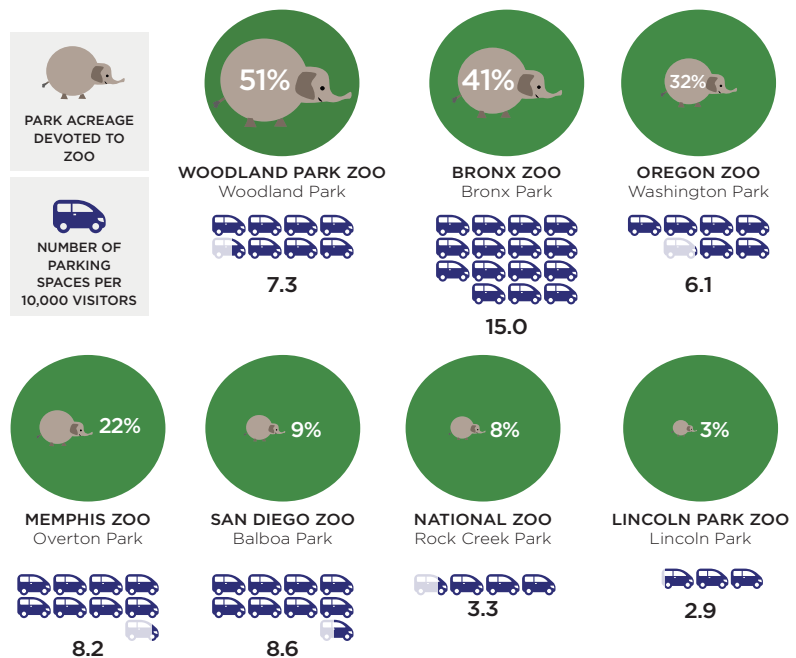 PARK ACREAGE
DEVOTED TO
ZOO
NUMBER OF
PARKING
SPACES PER
10,000 VISITORS
51%
WOODLAND PARK ZOO
Woodland Park
7.3
41%
BRONX ZOO
Bronx Park
15.0
32%
OREGON ZOO
Washington Park
6.1
22%
MEMPHIS ZOO
Overton Park
8.2
9%
SAN DIEGO ZOO
Balboa Park
8.6
8%
NATIONAL ZOO
Rock Creek Park
3.3
3%
LINCOLN PARK ZOO
Lincoln Park
2.9